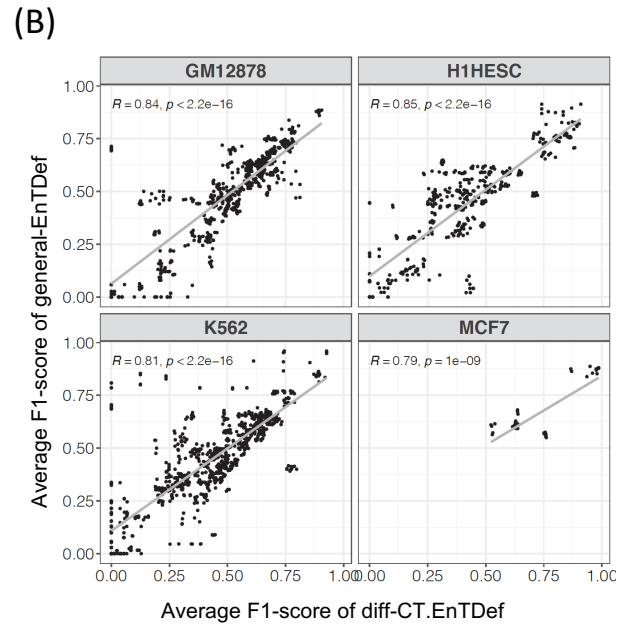 (B)
GM12878
H1HESC
1.00
0.75
0.50
0.25
0.00
R = 0.84, p < 2.2e−16
R = 0.85, p < 2.2e−16
K562
MCF7
1.00
0.75
0.50
0.25
0.00
R = 0.81, p < 2.2e−16
R = 0.79, p = 1e−09
0.00 0.25 0.50 0.75 1.00
0.00 0.25 0.50 0.75 1.00
Average F1-score of general-EnTDef
Average F1-score of diff-CT.EnTDef